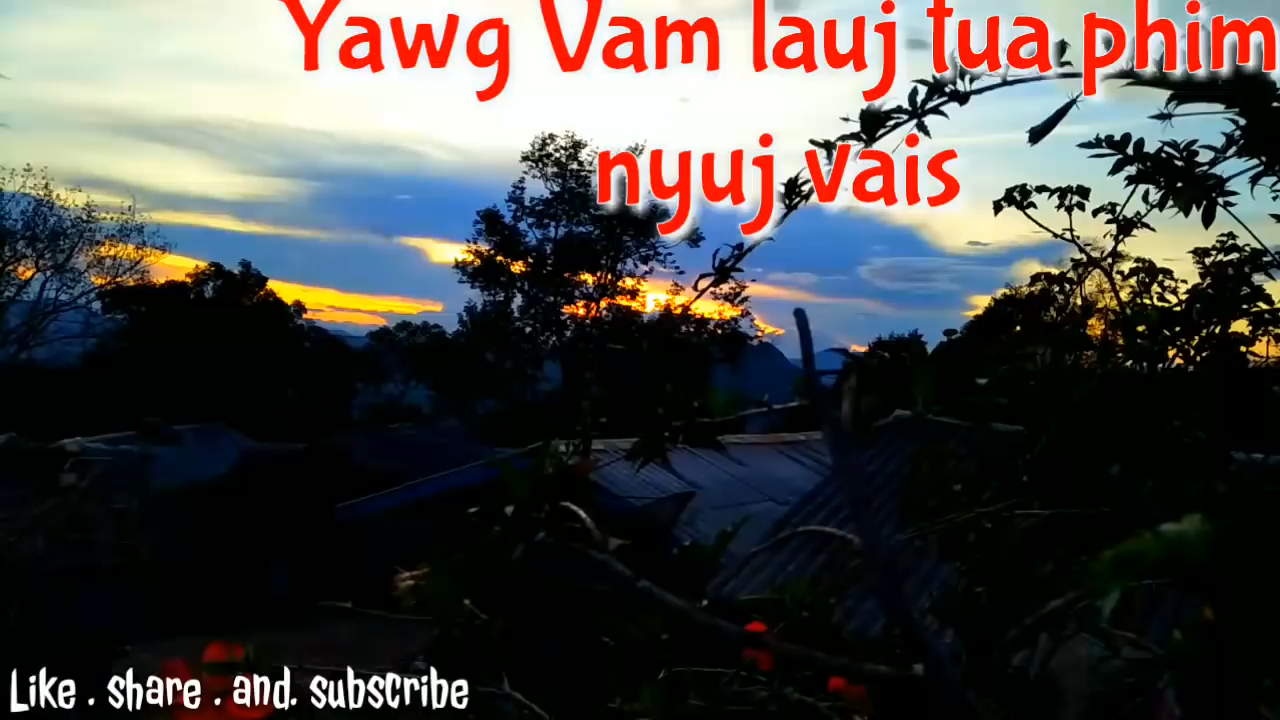 Yawg Vam lauj tua phim
nyuj vais
Like . share . and. subscribe